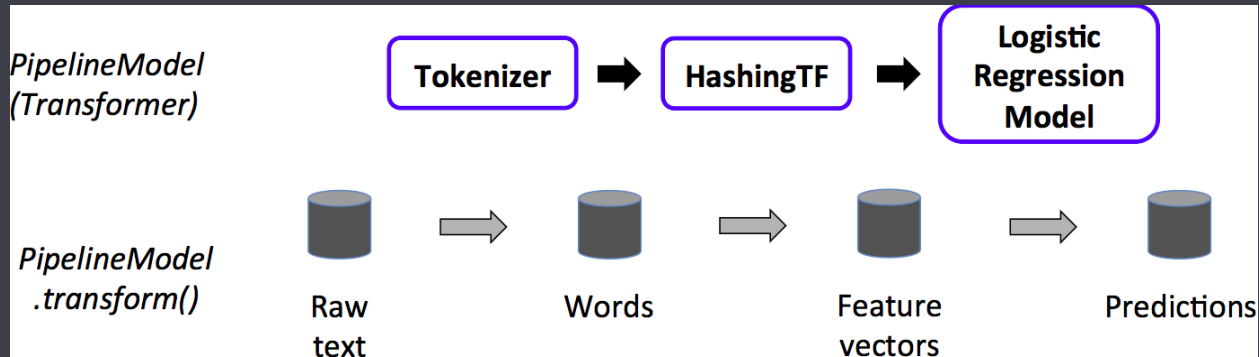 PipelineModel
(Transformer)
Tokenizer
HashingTF
Logistic
Regression
Model
PipelineModel
.transform()
Raw
text
Words
Feature
vectors
Predictions